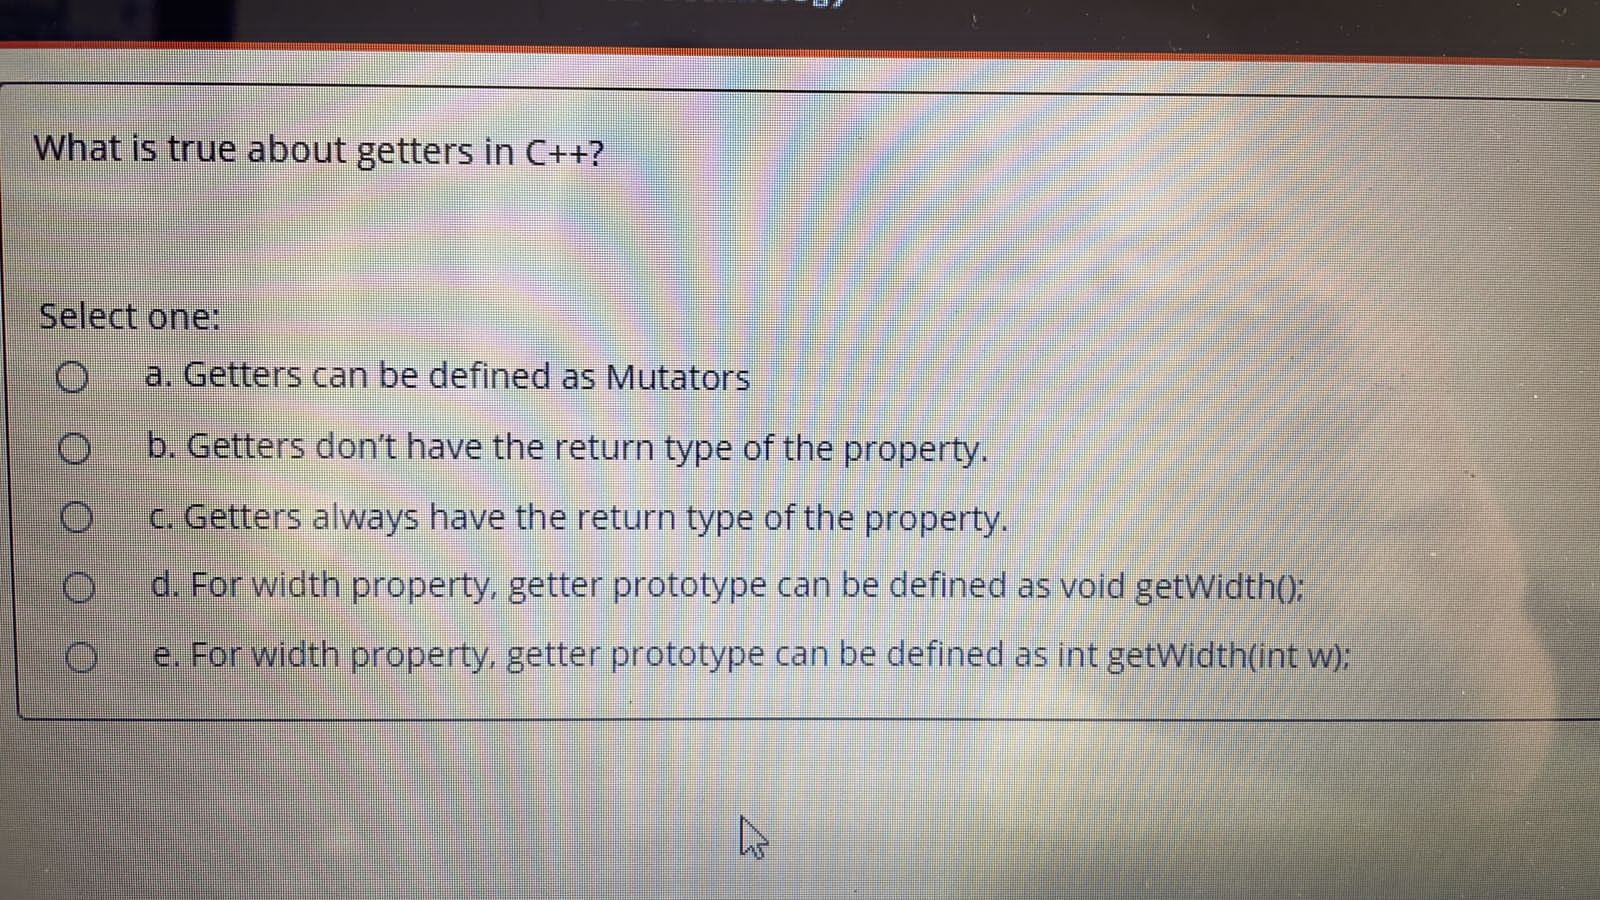 What is true about getters in C++?
Select one:
a. Getters can be defined as Mutators
b. Getters don't have the return type of the property.
c. Getters always have the return type of the property.
d. For width property, getter prototype can be defined as void getWidth();
e. For width property, getter prototype can be defined as int getWidth(int w);